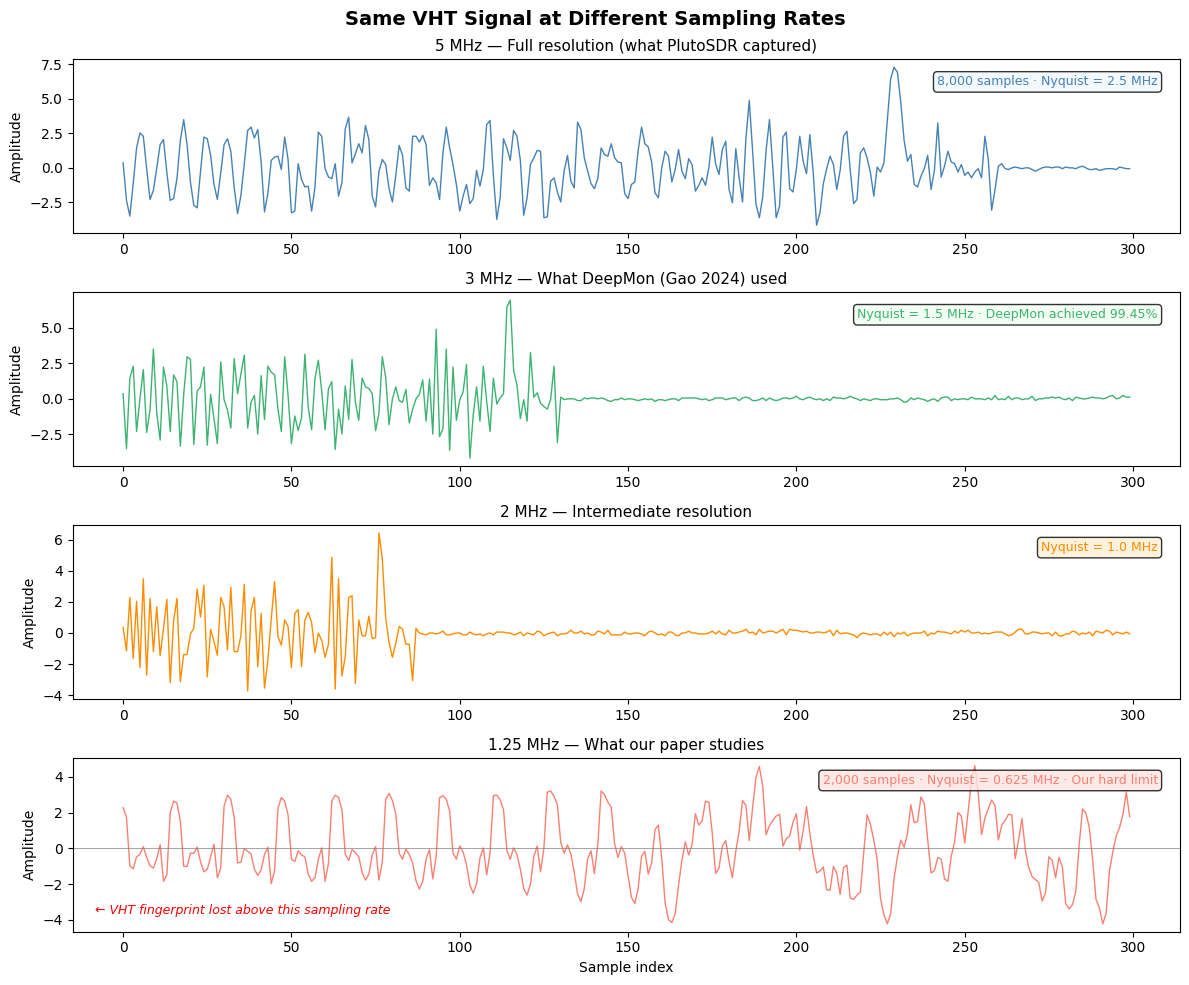 Same VHT Signal at Different Sampling Rates
5 MHz — Full resolution (what PlutoSDR captured)
8,000 samples · Nyquist = 2.5 MHz
Amplitude
7.5
5.0
2.5
0.0
−2.5
0 50 100 150 200 250 300
3 MHz — What DeepMon (Gao 2024) used
Nyquist = 1.5 MHz · DeepMon achieved 99.45%
Amplitude
5.0
2.5
0.0
−2.5
0 50 100 150 200 250 300
2 MHz — Intermediate resolution
Nyquist = 1.0 MHz
Amplitude
6
4
2
0
−2
−4
0 50 100 150 200 250 300
1.25 MHz — What our paper studies
2,000 samples · Nyquist = 0.625 MHz · Our hard limit
Amplitude
4
2
0
−2
−4
← VHT fingerprint lost above this sampling rate
0 50 100 150 200 250 300
Sample index